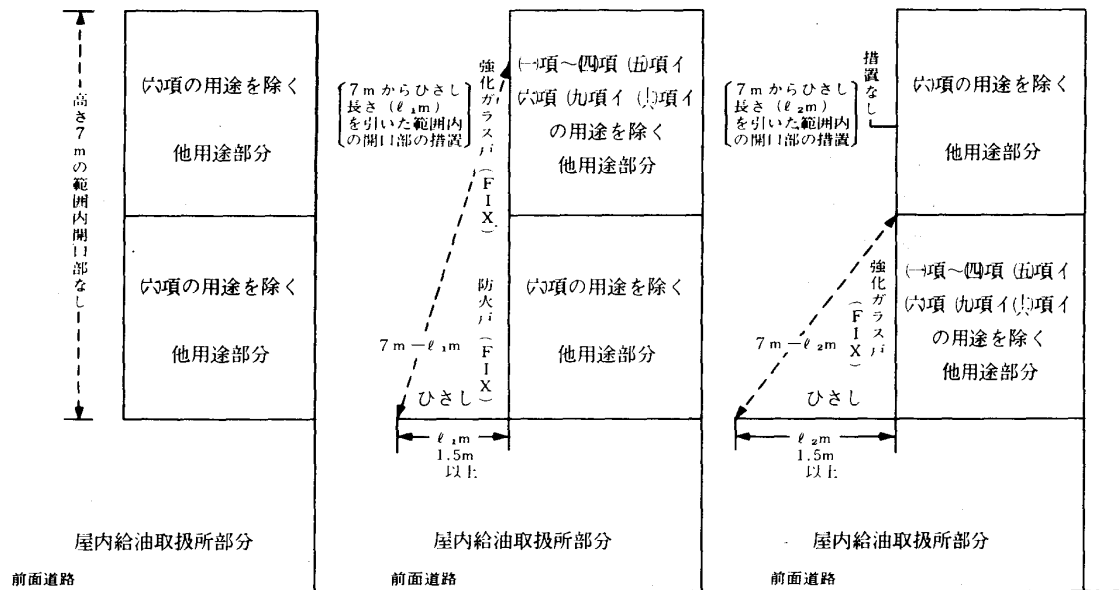 高さ7mの範囲内開口部なし
㈥項の用途を除く
他用途部分
㈥項の用途を除く
他用途部分
屋内給油取扱所部分
前面道路
7mからひさし
長さ(ℓ₁m)
を引いた範囲内
の開口部の措置
強化ガラス戸(FIX)
防火戸(FIX)
㈠項~㈣項 ㈤項イ
㈥項 ㈨項イ ㈯項イ
の用途を除く
他用途部分
㈥項の用途を除く
他用途部分
7m-ℓ₁m
ひさし
ℓ₁m
1.5m
以上
屋内給油取扱所部分
前面道路
7mからひさし
長さ(ℓ₂m)
を引いた範囲内
の開口部の措置
措置なし
㈥項の用途を除く
他用途部分
強化ガラス戸(FIX)
㈠項~㈣項 ㈤項イ
㈥項 ㈨項イ 項イ
の用途を除く
他用途部分
7m-ℓ₂m
ひさし
ℓ₂m
1.5m
以上
屋内給油取扱所部分
前面道路